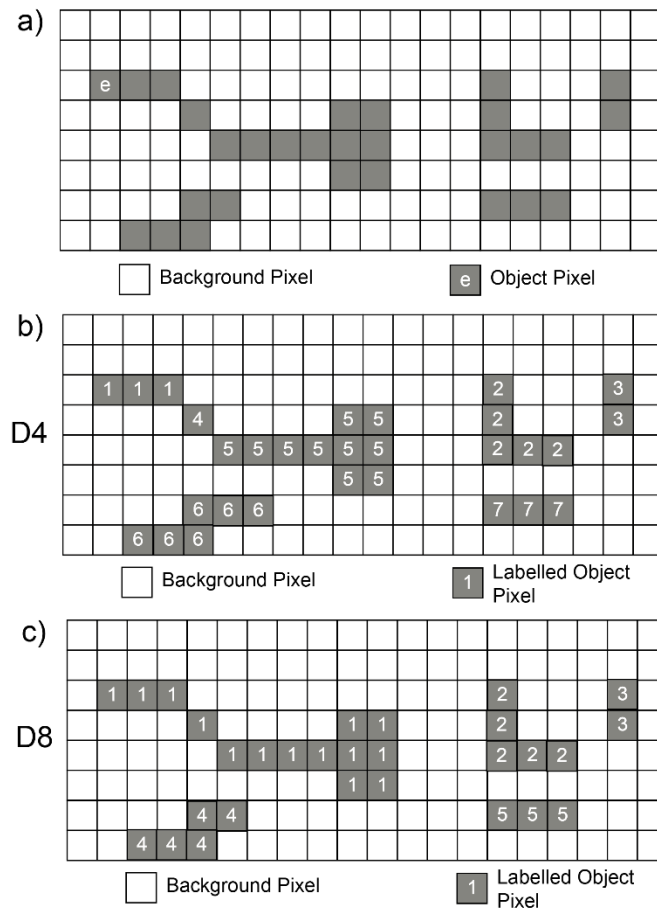 a)
e
Background Pixel e Object Pixel
b)
D4
1 1 1 2 3
4 5 5 2 3
5 5 5 5 5 5 2 2 2
5 5
6 6 6 7 7 7
6 6 6
Background Pixel 1 Labelled Object
Pixel
c)
D8
1 1 1 2 3
1 1 1 2 3
1 1 1 1 1 1 2 2 2
1 1
4 4 5 5 5
4 4 4
Background Pixel 1 Labelled Object
Pixel